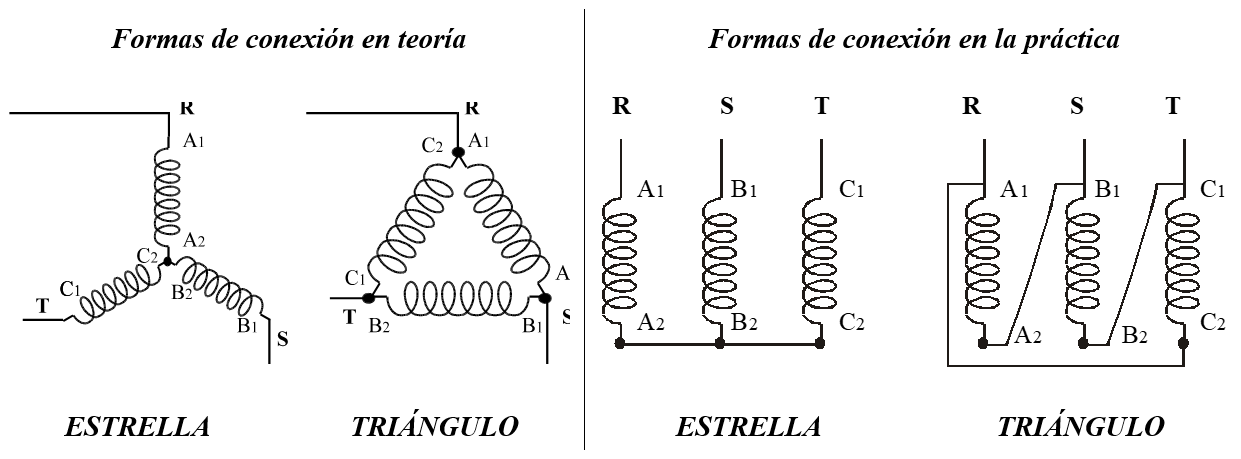 Formas de conexión en teoría
R
A1
A2
C2
C1
T
B2
B1
S
ESTRELLA
R
C2 A1
C1
A
T
B2
B1
S
TRIÁNGULO
Formas de conexión en la práctica
R S T
A1 B1 C1
A2 B2 C2
ESTRELLA
R S T
A1 B1 C1
A2 B2 C2
TRIÁNGULO